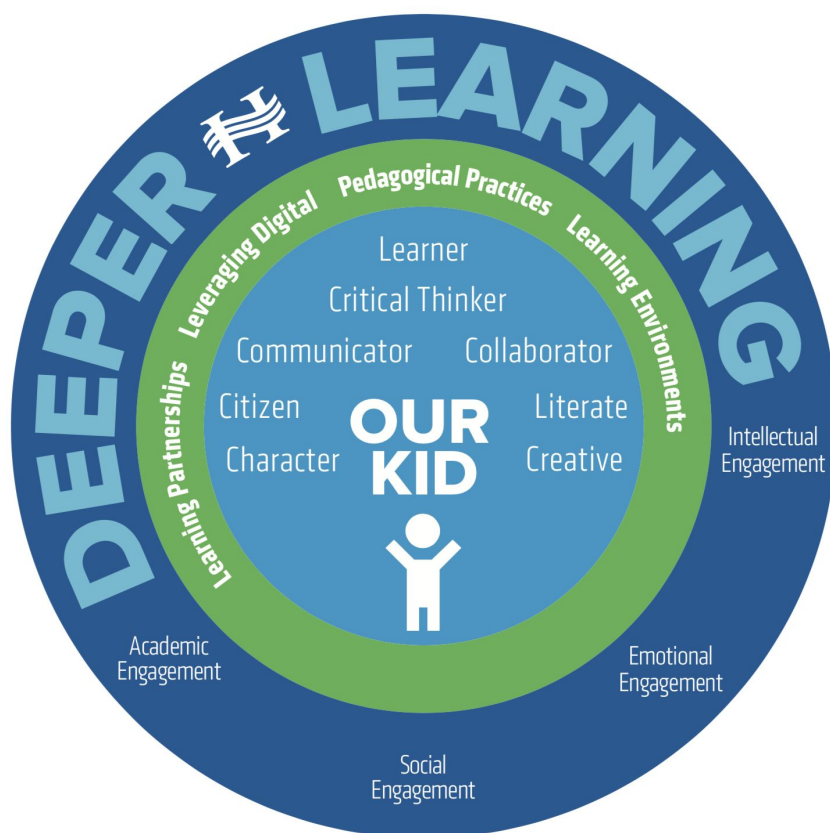 DEEPER H LEARNING
Learning Partnerships
Leveraging Digital
Pedagogical Practices
Learning Environments
Learner
Critical Thinker
Communicator
Collaborator
Citizen
Literate
Character
Creative
OUR
KID
Intellectual
Engagement
Academic
Engagement
Emotional
Engagement
Social
Engagement